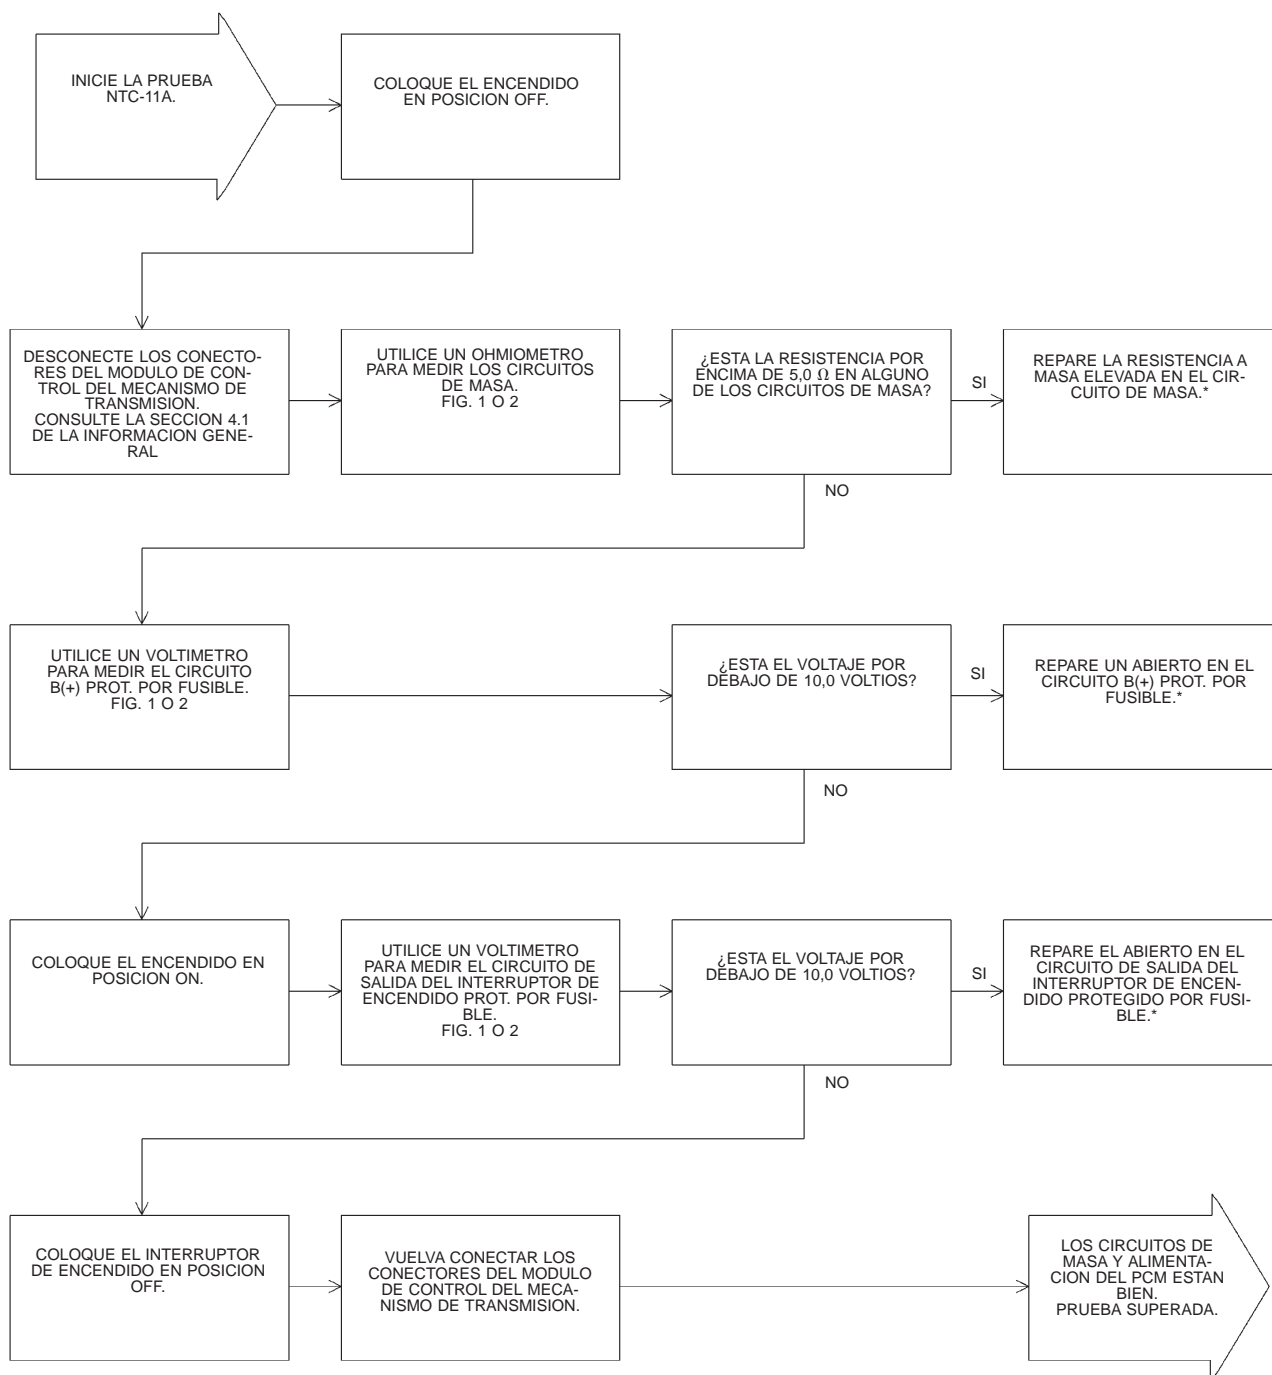 INICIE LA PRUEBA
NTC-11A.
COLOQUE EL ENCENDIDO
EN POSICION OFF.
DESCONECTE LOS CONECTO-
RES DEL MODULO DE CON-
TROL DEL MECANISMO DE
TRANSMISION.
CONSULTE LA SECCION 4.1
DE LA INFORMACION GENE-
RAL
UTILICE UN OHMIOMETRO
PARA MEDIR LOS CIRCUITOS
DE MASA.
FIG. 1 O 2
¿ESTA LA RESISTENCIA POR
ENCIMA DE 5,0 Ω EN ALGUNO
DE LOS CIRCUITOS DE MASA?
SI
REPARE LA RESISTENCIA A
MASA ELEVADA EN EL CIR-
CUITO DE MASA.*
NO
UTILICE UN VOLTIMETRO
PARA MEDIR EL CIRCUITO
B(+) PROT. POR FUSIBLE.
FIG. 1 O 2
¿ESTA EL VOLTAJE POR
DEBAJO DE 10,0 VOLTIOS?
SI
REPARE UN ABIERTO EN EL
CIRCUITO B(+) PROT. POR
FUSIBLE.*
NO
COLOQUE EL ENCENDIDO EN
POSICION ON.
UTILICE UN VOLTIMETRO
PARA MEDIR EL CIRCUITO DE
SALIDA DEL INTERRUPTOR DE
ENCENDIDO PROT. POR FUSI-
BLE.
FIG. 1 O 2
¿ESTA EL VOLTAJE POR
DEBAJO DE 10,0 VOLTIOS?
SI
REPARE EL ABIERTO EN EL
CIRCUITO DE SALIDA DEL
INTERRUPTOR DE ENCEN-
DIDO PROTEGIDO POR FUSI-
BLE.*
NO
COLOQUE EL INTERRUPTOR
DE ENCENDIDO EN POSICION
OFF.
VUELVA CONECTAR LOS
CONECTORES DEL MODULO
DE CONTROL DEL MECA-
NISMO DE TRANSMISION.
LOS CIRCUITOS DE
MASA Y ALIMENTA-
CION DEL PCM ESTAN
BIEN.
PRUEBA SUPERADA.